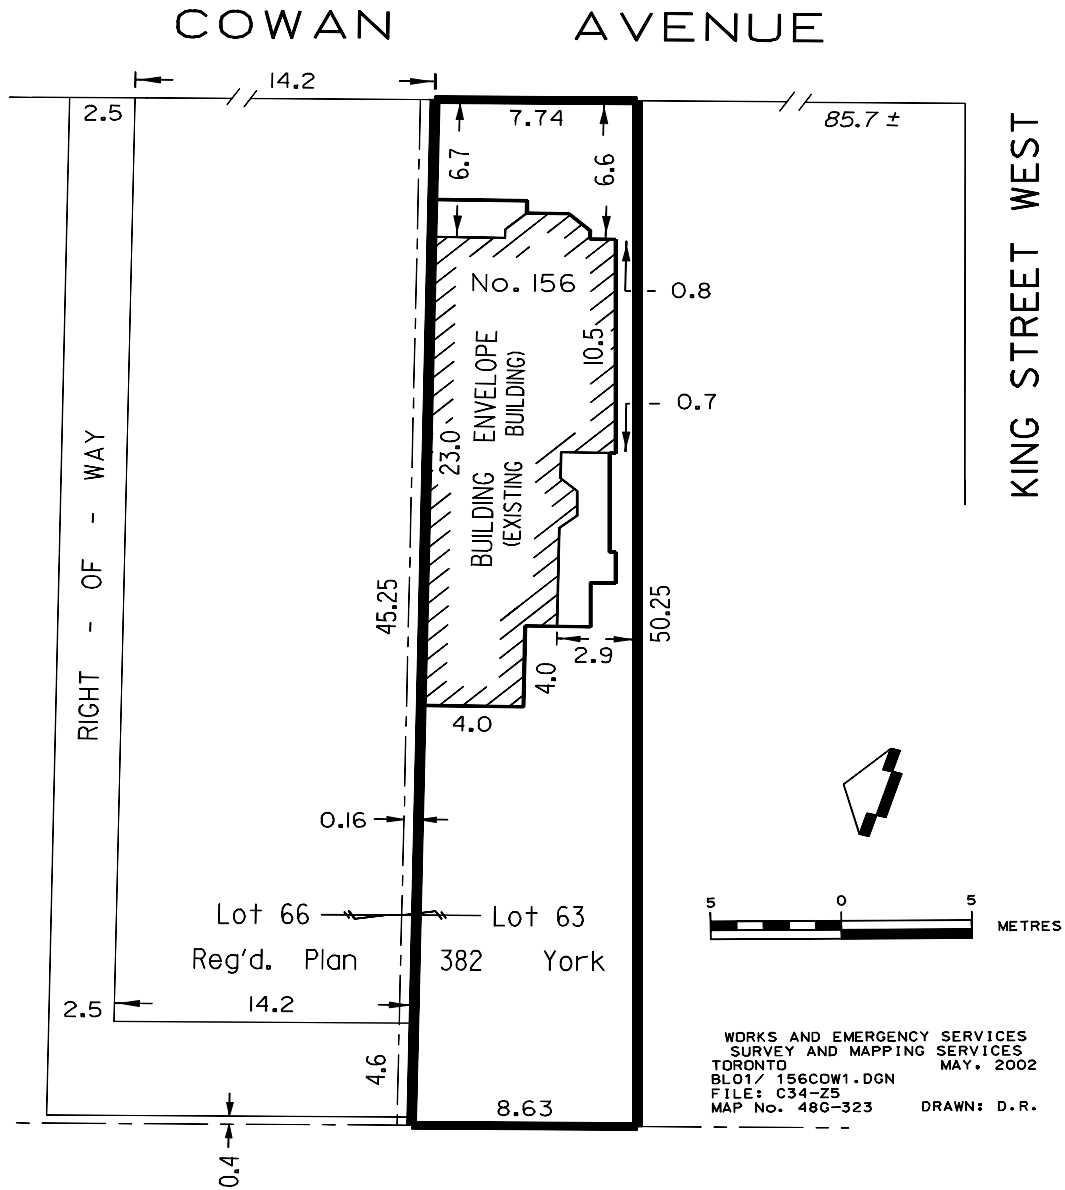 COWAN AVENUE
14.2
2.5
7.74
85.7 ±
6.7
6.6
KING STREET WEST
No. 156
0.8
10.5
0.7
BUILDING ENVELOPE
(EXISTING BUILDING)
23.0
RIGHT - OF - WAY
45.25
50.25
2.9
4.0
4.0
0.16
Lot 66
Lot 63
Reg'd. Plan 382 York
5 0 5
METRES
2.5
14.2
4.6
8.63
0.4
WORKS AND EMERGENCY SERVICES
SURVEY AND MAPPING SERVICES
TORONTO MAY. 2002
BL01/ 156COW1.DGN
FILE: C34-Z5
MAP No. 48G-323 DRAWN: D.R.